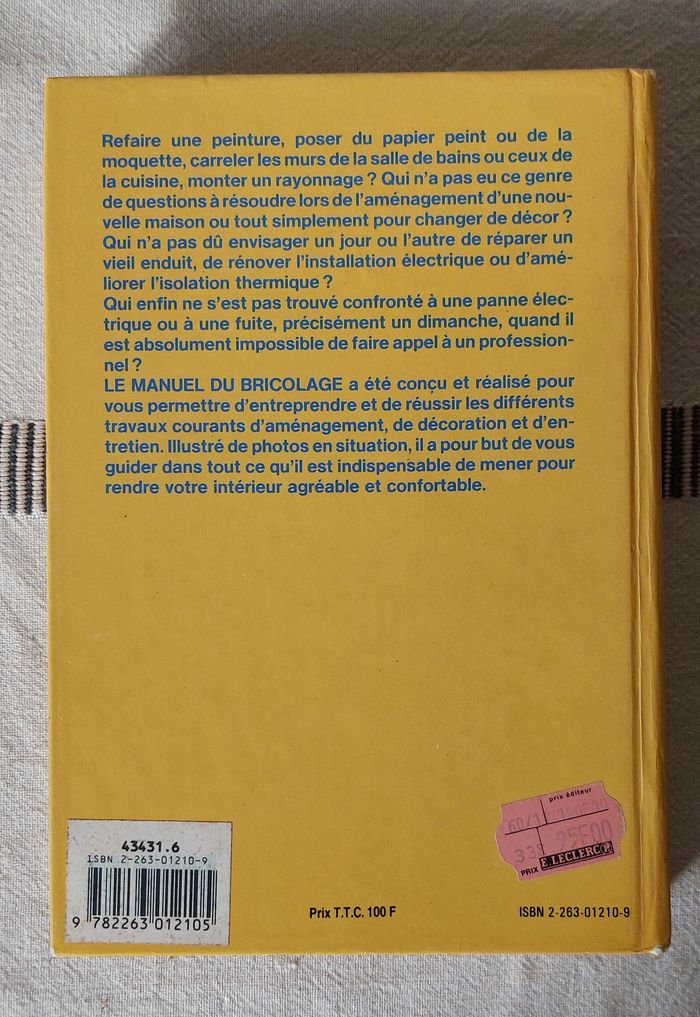 Refaire une peinture, poser du papier peint ou de la
moquette, carreler les murs de la salle de bains ou ceux de
la cuisine, monter un rayonnage ? Qui n'a pas eu ce genre
de questions à résoudre lors de l'aménagement d'une nou-
velle maison ou tout simplement pour changer de décor ?
Qui n'a pas dû envisager un jour ou l'autre de réparer un
vieil enduit, de rénover l'installation électrique ou d'amé-
liorer l'isolation thermique ?
Qui enfin ne s'est pas trouvé confronté à une panne élec-
trique ou à une fuite, précisément un dimanche, quand il
est absolument impossible de faire appel à un profession-
nel ?
LE MANUEL DU BRICOLAGE a été conçu et réalisé pour
vous permettre d'entreprendre et de réussir les différents
travaux courants d'aménagement, de décoration et d'en-
tretien. Illustré de photos en situation, il a pour but de vous
guider dans tout ce qu'il est indispensable de mener pour
rendre votre intérieur agréable et confortable.
prix éditeur
60/1
338
PRIX E.LECLERC
43431.6
ISBN 2-263-01210-9
9 782263 012105
Prix T.T.C. 100 F
ISBN 2-263-01210-9